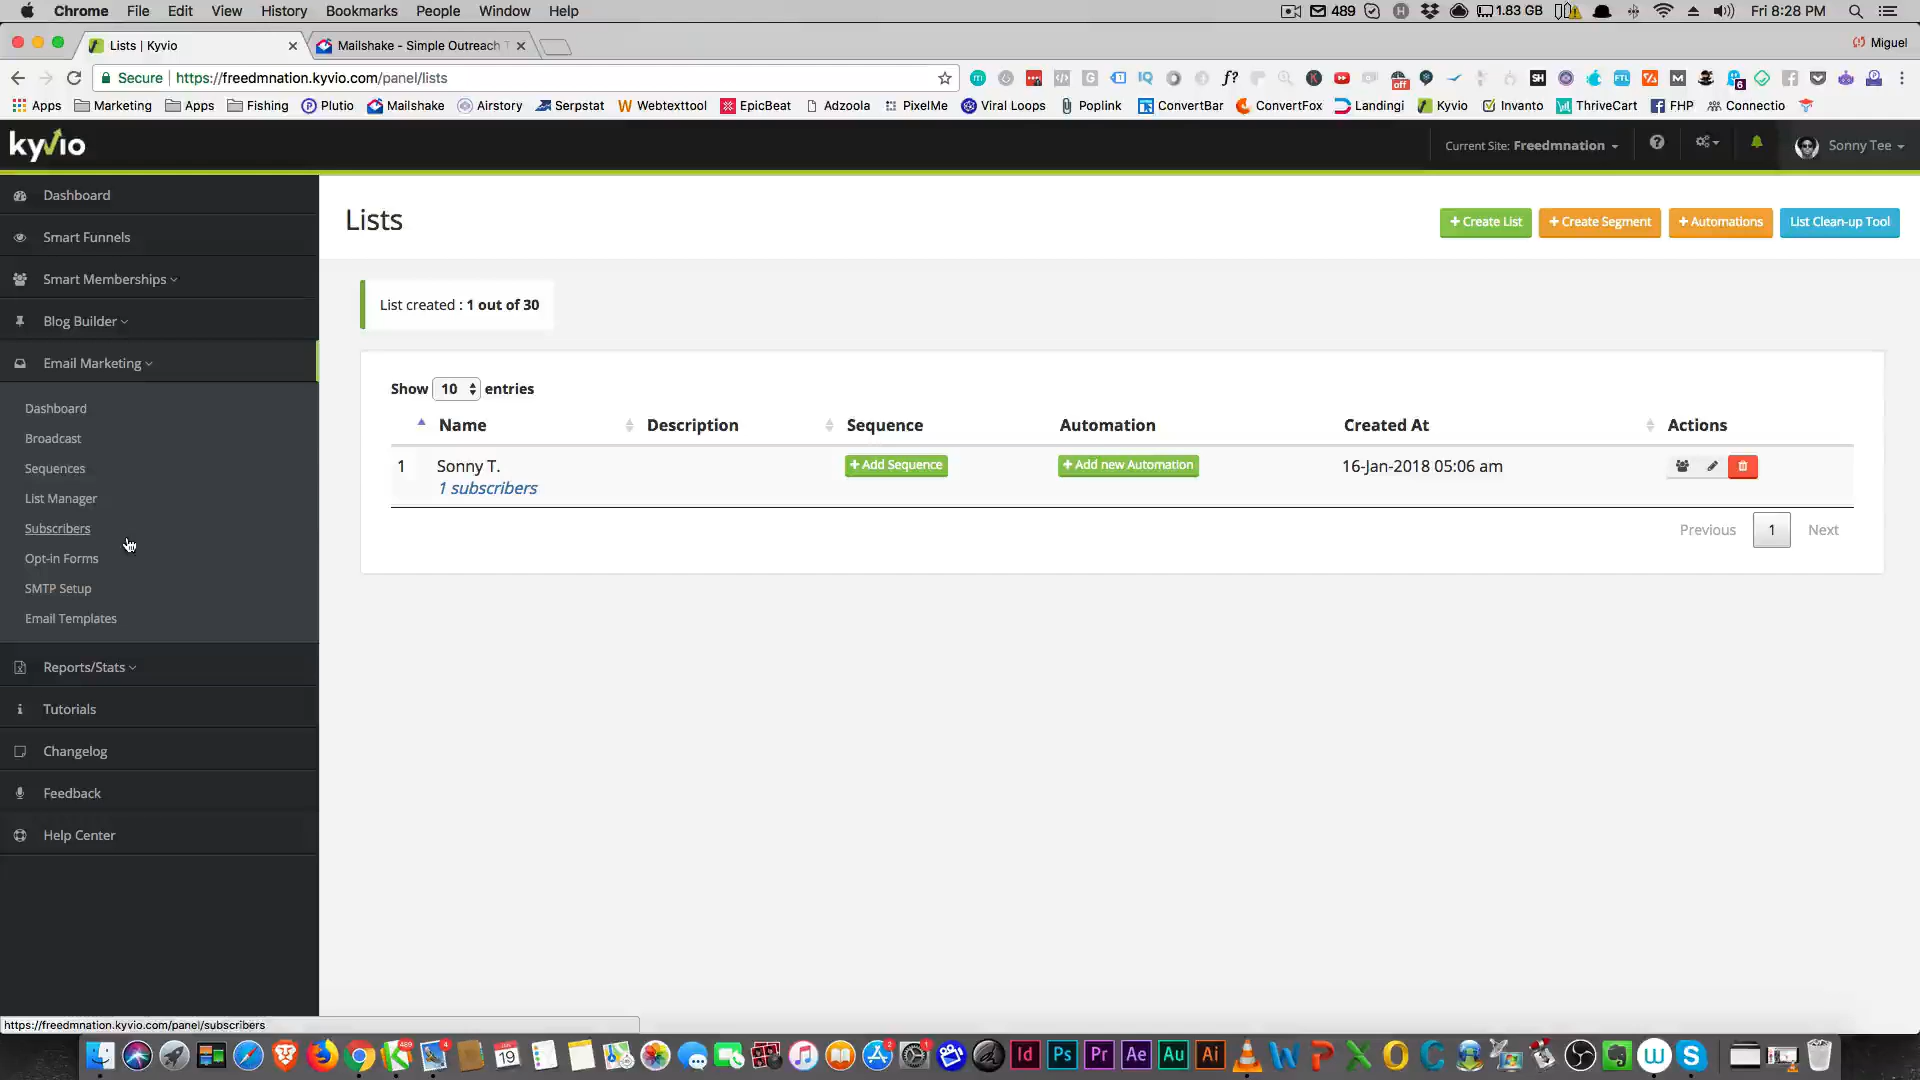 Chrome File Edit View History Bookmarks People Window Help 489 1.83 GB Fri 8:28 PM
Lists | Kyvio Mailshake - Simple Outreach T Miguel
Secure https://freedmnation.kyvio.com/panel/lists
Apps Marketing Apps Fishing Plutio Mailshake Airstory Serpstat Webtexttool EpicBeat Adzoola PixelMe Viral Loops Poplink ConvertBar ConvertFox Landingi Kyvio Invanto ThriveCart FHP Connectio
kyvio Current Site: Freedmnation Sonny Tee
Dashboard
Smart Funnels
Smart Memberships
Blog Builder
Email Marketing
Dashboard
Broadcast
Sequences
List Manager
Subscribers
Opt-in Forms
SMTP Setup
Email Templates
Reports/Stats
Tutorials
Changelog
Feedback
Help Center
Lists
+ Create List + Create Segment + Automations List Clean-up Tool
List created : 1 out of 30
Show 10 entries
Name Description Sequence Automation Created At Actions
1 Sonny T. + Add Sequence + Add new Automation 16-Jan-2018 05:06 am
1 subscribers
Previous 1 Next
https://freedmnation.kyvio.com/panel/subscribers